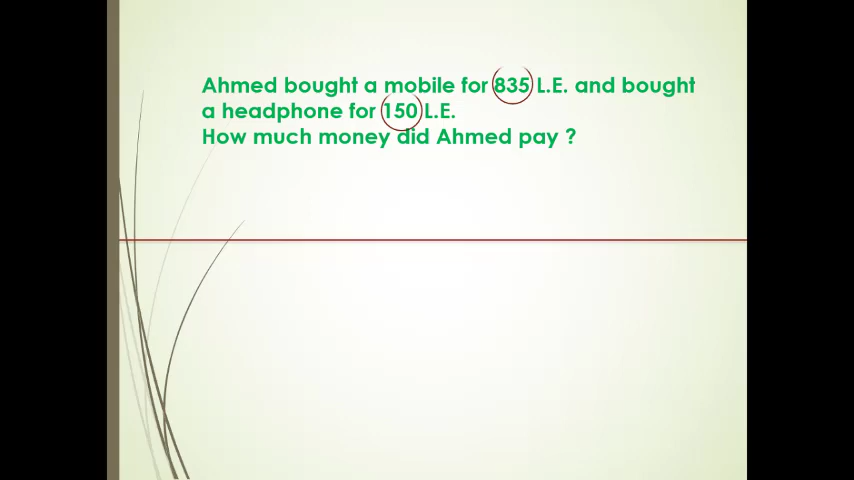 Ahmed bought a mobile for 835 L.E. and bought
a headphone for 150 L.E.
How much money did Ahmed pay ?